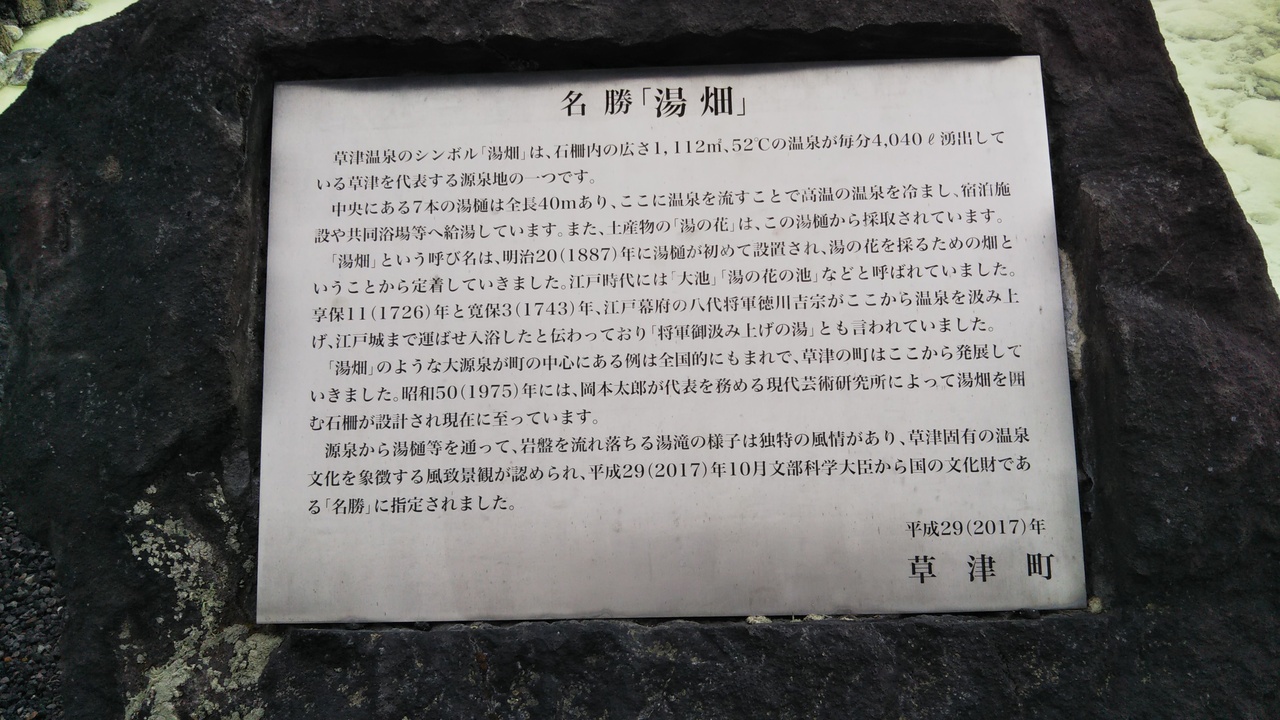 名勝「湯畑」
草津温泉のシンボル「湯畑」は、石柵内の広さ1,112㎡、52℃の温泉が毎分4,040ℓ湧出して
いる草津を代表する源泉地の一つです。
中央にある7本の湯樋は全長40mあり、ここに温泉を流すことで高温の温泉を冷まし、宿泊施
設や共同浴場等へ給湯しています。また、土産物の「湯の花」は、この湯樋から採取されています。
「湯畑」という呼び名は、明治20(1887)年に湯樋が初めて設置され、湯の花を採るための畑と
いうことから定着していきました。江戸時代には「大池」「湯の花の池」などと呼ばれていました。
享保11(1726)年と寛保3(1743)年、江戸幕府の八代将軍徳川吉宗がここから温泉を汲み上
げ、江戸城まで運ばせ入浴したと伝わっており「将軍御汲み上げの湯」とも言われていました。
「湯畑」のような大源泉が町の中心にある例は全国的にもまれで、草津の町はここから発展して
いきました。昭和50(1975)年には、岡本太郎が代表を務める現代芸術研究所によって湯畑を囲
む石柵が設計され現在に至っています。
源泉から湯樋等を通って、岩盤を流れ落ちる湯滝の様子は独特の風情があり、草津固有の温泉
文化を象徴する風致景観が認められ、平成29(2017)年10月文部科学大臣から国の文化財であ
る「名勝」に指定されました。
平成29(2017)年
草津町